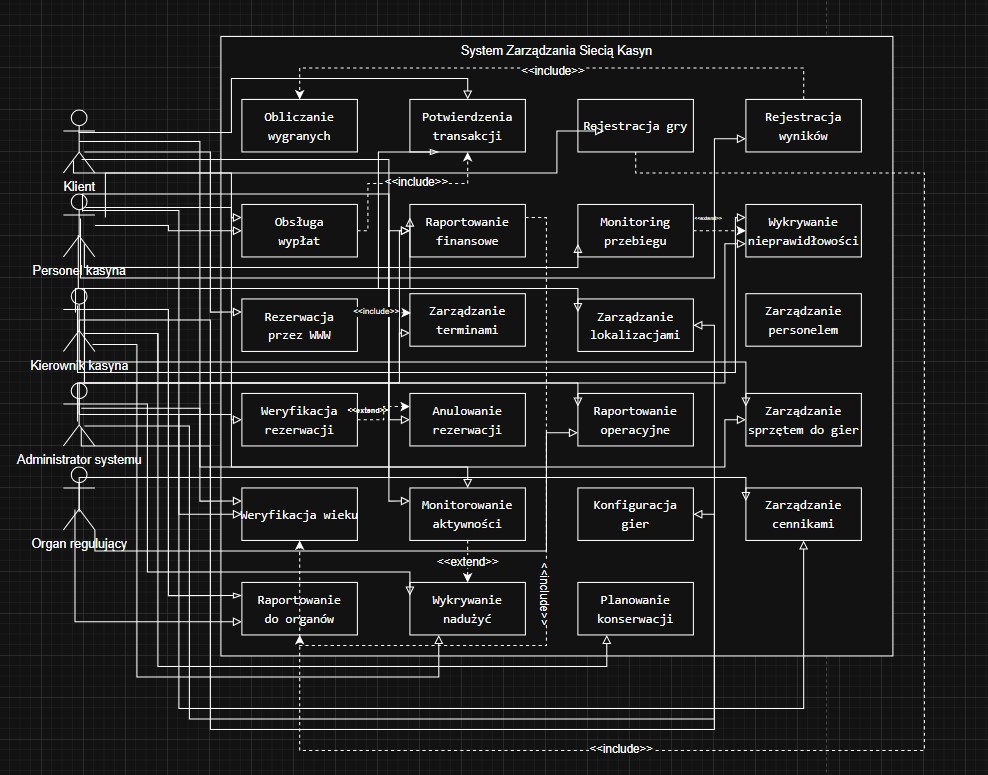 System Zarządzania Siecią Kasyn
<<include>>
Obliczanie
wygranych
Potwierdzenia
transakcji
Rejestracja gry
Rejestracja
wyników
Klient
<<include>>
Obsługa
wypłat
Raportowanie
finansowe
Monitoring
przebiegu
<<extend>>
Wykrywanie
nieprawidłowości
Personel kasyna
Rezerwacja
przez WWW
<<include>>
Zarządzanie
terminami
Zarządzanie
lokalizacjami
Zarządzanie
personelem
Kierownik kasyna
Weryfikacja
rezerwacji
<<extend>>
Anulowanie
rezerwacji
Raportowanie
operacyjne
Zarządzanie
sprzętem do gier
Administrator systemu
Weryfikacja wieku
Monitorowanie
aktywności
Konfiguracja
gier
Zarządzanie
cennikami
Organ regulujący
<<extend>>
<<include>>
Raportowanie
do organów
Wykrywanie
nadużyć
Planowanie
konserwacji
<<include>>